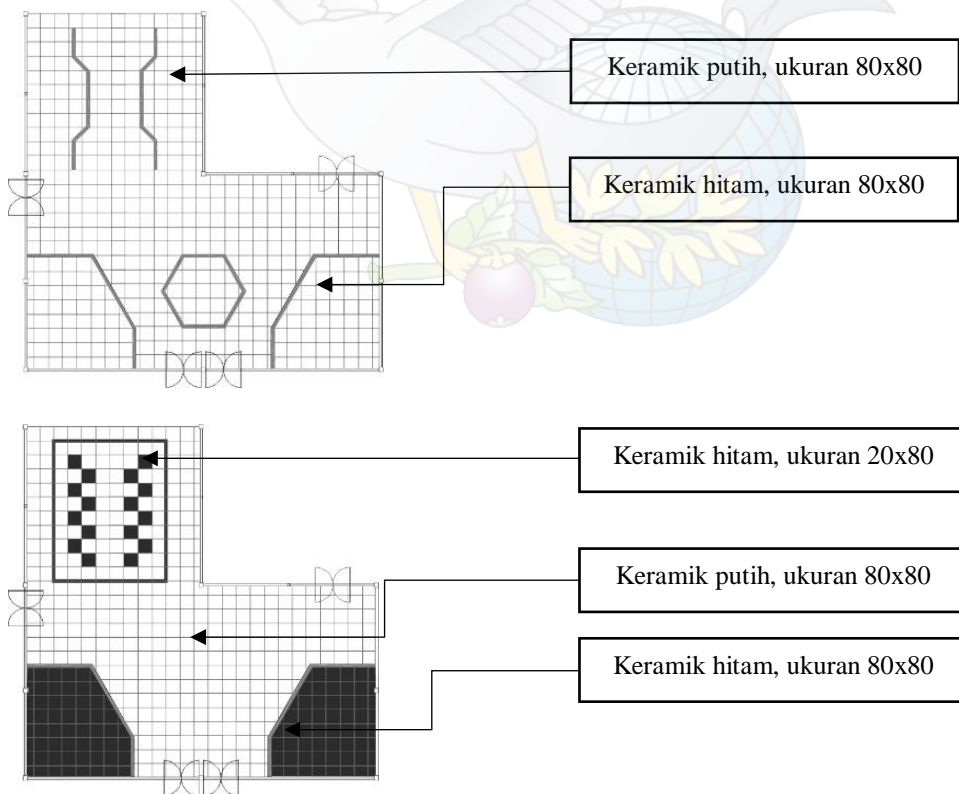 Keramik putih, ukuran 80x80
Keramik hitam, ukuran 80x80
Keramik hitam, ukuran 20x80
Keramik putih, ukuran 80x80
Keramik hitam, ukuran 80x80